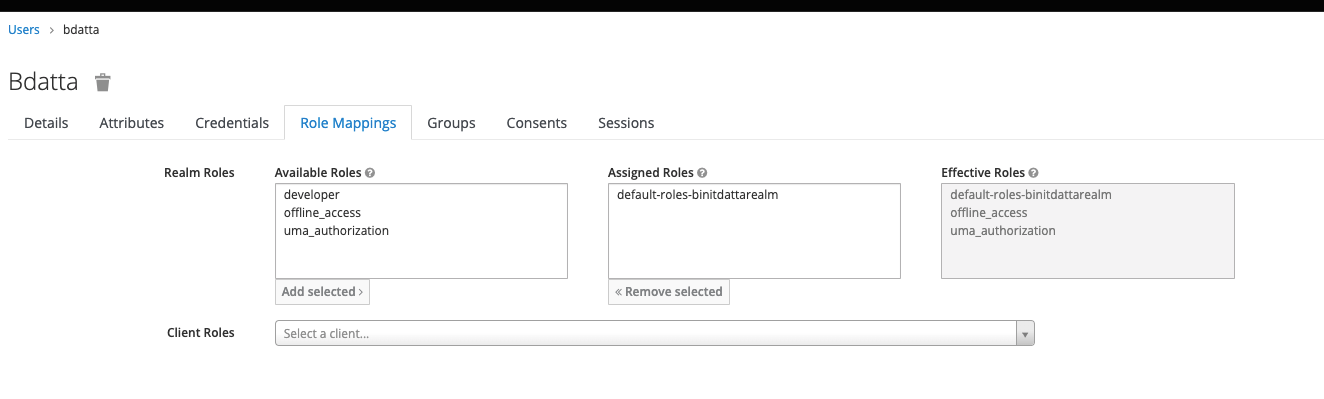 Users > bdatta
Bdatta
Details Attributes Credentials Role Mappings Groups Consents Sessions
Realm Roles Available Roles ? Assigned Roles ? Effective Roles ?
developer default-roles-binitdattarealm default-roles-binitdattarealm
offline_access offline_access
uma_authorization uma_authorization
Add selected > « Remove selected
Client Roles Select a client...